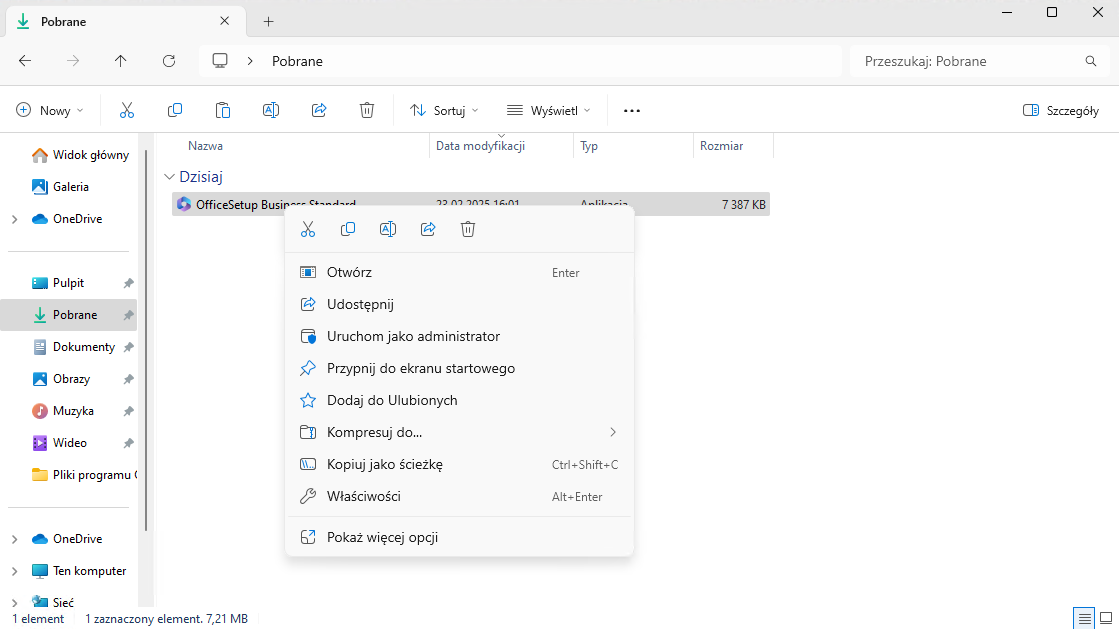 Pobrane
Pobrane
Przeszukaj: Pobrane
Nowy
Sortuj
Wyświetl
Szczegóły
Nazwa
Data modyfikacji
Typ
Rozmiar
Widok główny
Galeria
OneDrive
Pulpit
Pobrane
Dokumenty
Obrazy
Muzyka
Wideo
Pliki programu
OneDrive
Ten komputer
Sieć
Dzisiaj
OfficeSetup Business Standard
23.02.2025 16:01
Aplikacja
7 387 KB
Otwórz
Enter
Udostępnij
Uruchom jako administrator
Przypnij do ekranu startowego
Dodaj do Ulubionych
Kompresuj do...
Kopiuj jako ścieżkę
Ctrl+Shift+C
Właściwości
Alt+Enter
Pokaż więcej opcji
1 element
1 zaznaczony element. 7,21 MB